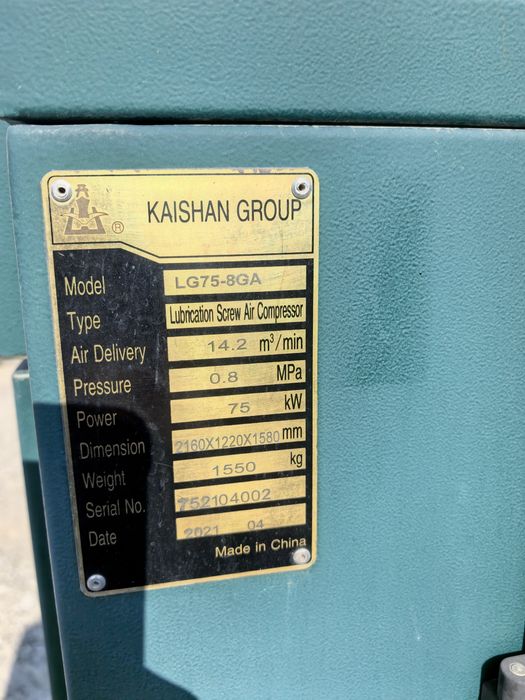 ® KAISHAN GROUP
Model LG75-8GA
Type Lubrication Screw Air Compressor
Air Delivery 14.2 m³/min
Pressure 0.8 MPa
Power 75 kW
Dimension 2160X1220X1580 mm
Weight 1550 kg
Serial No. 752104002
Date 2021 04
Made in China